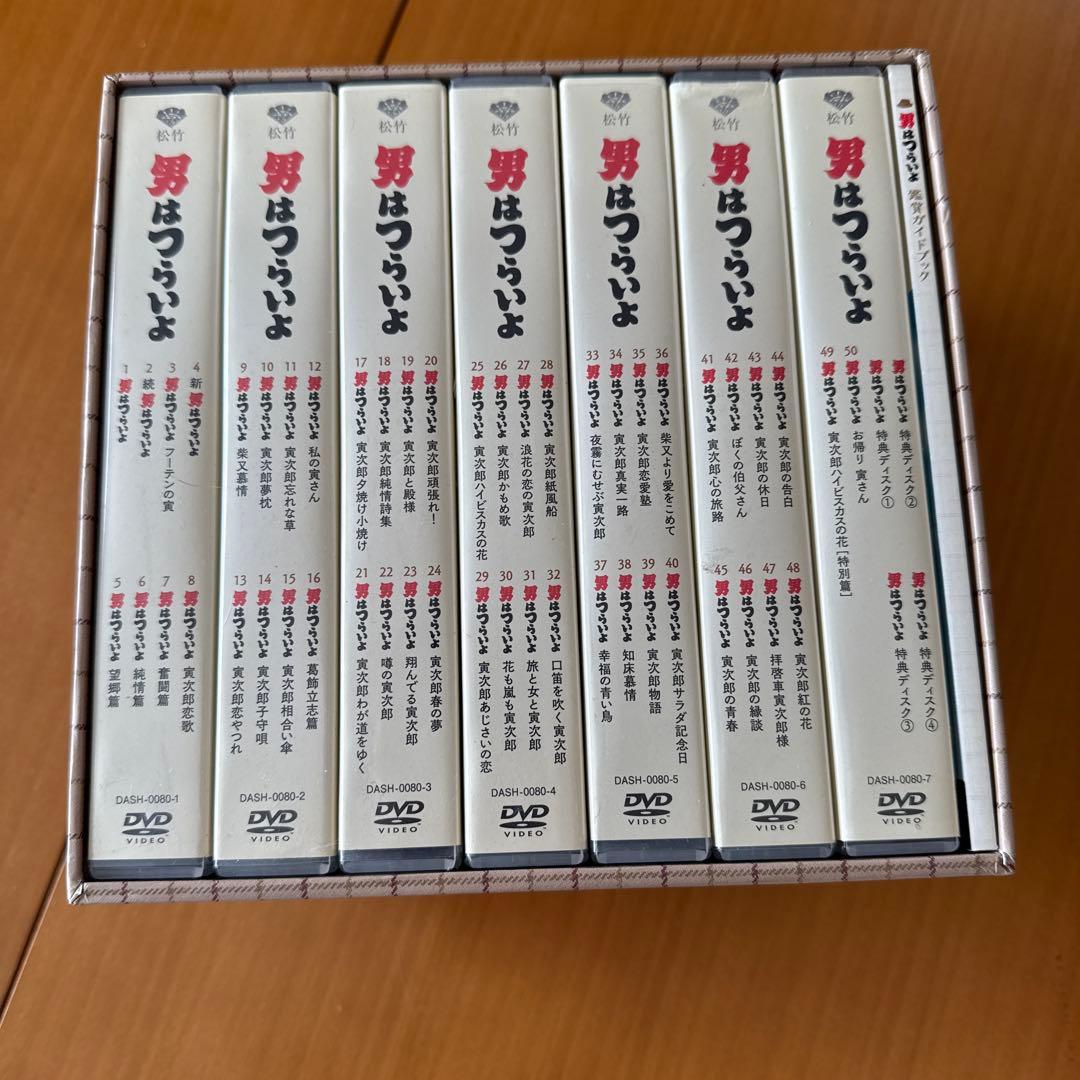 松竹
男はつらいよ
1 男はつらいよ
2 続 男はつらいよ
3 男はつらいよ フーテンの寅
4 新 男はつらいよ
5 男はつらいよ 望郷篇
6 男はつらいよ 純情篇
7 男はつらいよ 奮闘篇
8 男はつらいよ 寅次郎恋歌
DASH-0080-1
DVD
VIDEO
松竹
男はつらいよ
9 男はつらいよ 柴又慕情
10 男はつらいよ 寅次郎夢枕
11 男はつらいよ 寅次郎忘れな草
12 男はつらいよ 私の寅さん
13 男はつらいよ 寅次郎恋やつれ
14 男はつらいよ 寅次郎子守唄
15 男はつらいよ 寅次郎相合い傘
16 男はつらいよ 葛飾立志篇
DASH-0080-2
DVD
VIDEO
松竹
男はつらいよ
17 男はつらいよ 寅次郎夕焼け小焼け
18 男はつらいよ 寅次郎純情詩集
19 男はつらいよ 寅次郎と殿様
20 男はつらいよ 寅次郎頑張れ!
21 男はつらいよ 寅次郎わが道をゆく
22 男はつらいよ 噂の寅次郎
23 男はつらいよ 翔んでる寅次郎
24 男はつらいよ 寅次郎春の夢
DASH-0080-3
DVD
VIDEO
松竹
男はつらいよ
25 男はつらいよ 寅次郎ハイビスカスの花
26 男はつらいよ 寅次郎かもめ歌
27 男はつらいよ 浪花の恋の寅次郎
28 男はつらいよ 寅次郎紙風船
29 男はつらいよ 寅次郎あじさいの恋
30 男はつらいよ 花も嵐も寅次郎
31 男はつらいよ 旅と女と寅次郎
32 男はつらいよ 口笛を吹く寅次郎
DASH-0080-4
DVD
VIDEO
松竹
男はつらいよ
33 男はつらいよ 夜霧にむせぶ寅次郎
34 男はつらいよ 寅次郎真実一路
35 男はつらいよ 寅次郎恋愛塾
36 男はつらいよ 柴又より愛をこめて
37 男はつらいよ 幸福の青い鳥
38 男はつらいよ 知床慕情
39 男はつらいよ 寅次郎物語
40 男はつらいよ 寅次郎サラダ記念日
DASH-0080-5
DVD
VIDEO
松竹
男はつらいよ
41 男はつらいよ 寅次郎心の旅路
42 男はつらいよ ぼくの伯父さん
43 男はつらいよ 寅次郎の休日
44 男はつらいよ 寅次郎の告白
45 男はつらいよ 寅次郎の青春
46 男はつらいよ 寅次郎の縁談
47 男はつらいよ 拝啓車寅次郎様
48 男はつらいよ 寅次郎紅の花
DASH-0080-6
DVD
VIDEO
松竹
男はつらいよ
49 男はつらいよ 寅次郎ハイビスカスの花[特別篇]
50 男はつらいよ お帰り 寅さん
男はつらいよ 特典ディスク①
男はつらいよ 特典ディスク②
男はつらいよ 特典ディスク③
男はつらいよ 特典ディスク④
DASH-0080-7
DVD
VIDEO
男はつらいよ 鑑賞ガイドブック